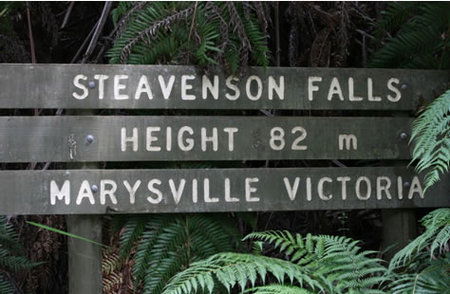 STEAVENSON FALLS
HEIGHT 82 m
MARYSVILLE VICTORIA